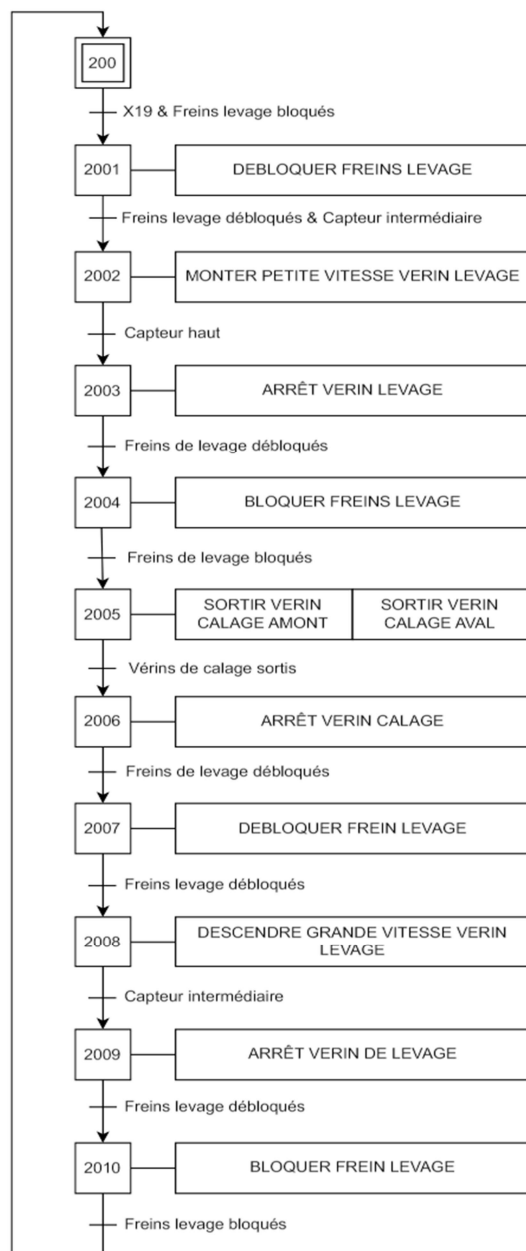 200
X19 & Freins levage bloqués
2001
DEBLOQUER FREINS LEVAGE
Freins levage débloqués & Capteur intermédiaire
2002
MONTER PETITE VITESSE VERIN LEVAGE
Capteur haut
2003
ARRÊT VERIN LEVAGE
Freins de levage débloqués
2004
BLOQUER FREINS LEVAGE
Freins de levage bloqués
2005
SORTIR VERIN
CALAGE AMONT
SORTIR VERIN
CALAGE AVAL
Vérins de calage sortis
2006
ARRÊT VERIN CALAGE
Freins de levage débloqués
2007
DEBLOQUER FREIN LEVAGE
Freins levage débloqués
2008
DESCENDRE GRANDE VITESSE VERIN
LEVAGE
Capteur intermédiaire
2009
ARRÊT VERIN DE LEVAGE
Freins levage débloqués
2010
BLOQUER FREIN LEVAGE
Freins levage bloqués